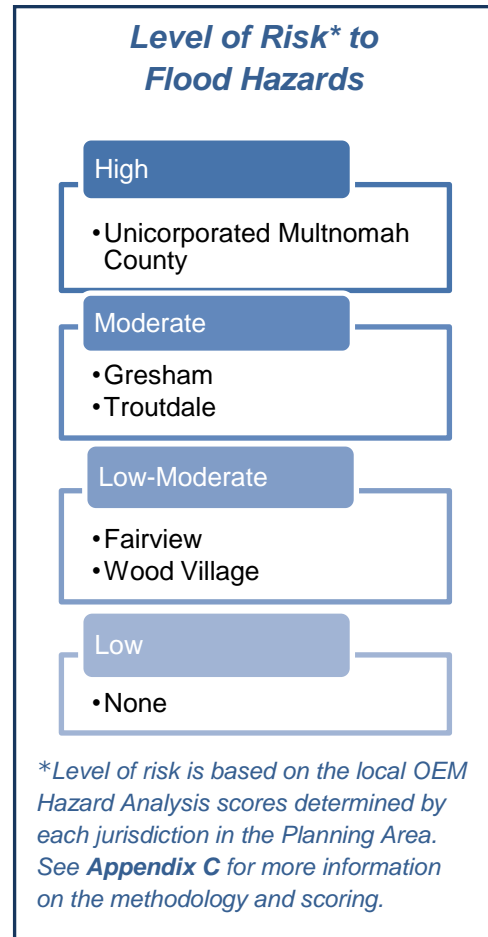 Level of Risk* to
Flood Hazards
High
•Unicorporated Multnomah
County
Moderate
•Gresham
•Troutdale
Low-Moderate
•Fairview
•Wood Village
Low
•None
*Level of risk is based on the local OEM
Hazard Analysis scores determined by
each jurisdiction in the Planning Area.
See Appendix C for more information
on the methodology and scoring.